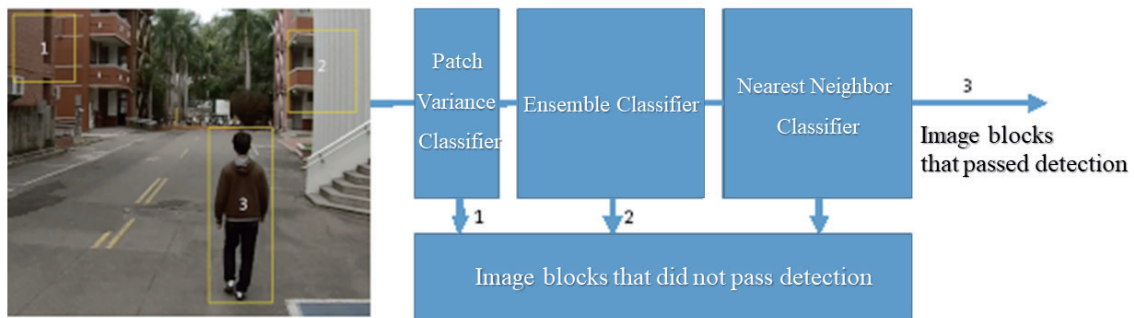 1
2
3
Patch
Variance
Classifier
Ensemble Classifier
Nearest Neighbor
Classifier
3
Image blocks
that passed detection
1
2
Image blocks that did not pass detection